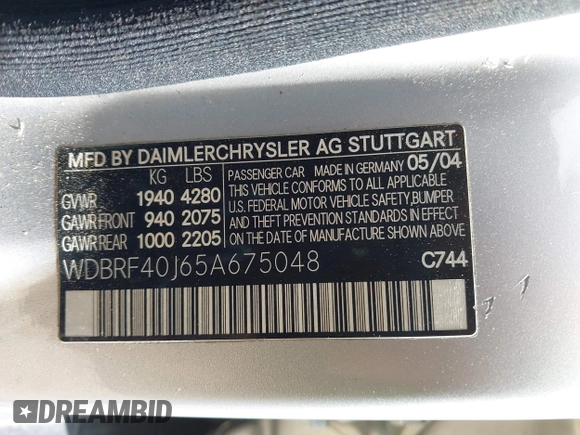 MFD. BY DAIMLERCHRYSLER AG STUTTGART
KG LBS
GVWR 1940 4280
GAWR FRONT 940 2075
GAWR REAR 1000 2205
PASSENGER CAR MADE IN GERMANY 05/04
THIS VEHICLE CONFORMS TO ALL APPLICABLE
U.S. FEDERAL MOTOR VEHICLE SAFETY,BUMPER
AND THEFT PREVENTION STANDARDS IN EFFECT
ON THE DATE OF MANUFACTURE SHOWN ABOVE.
WDBRF40J65A675048 C744
DREAMBID